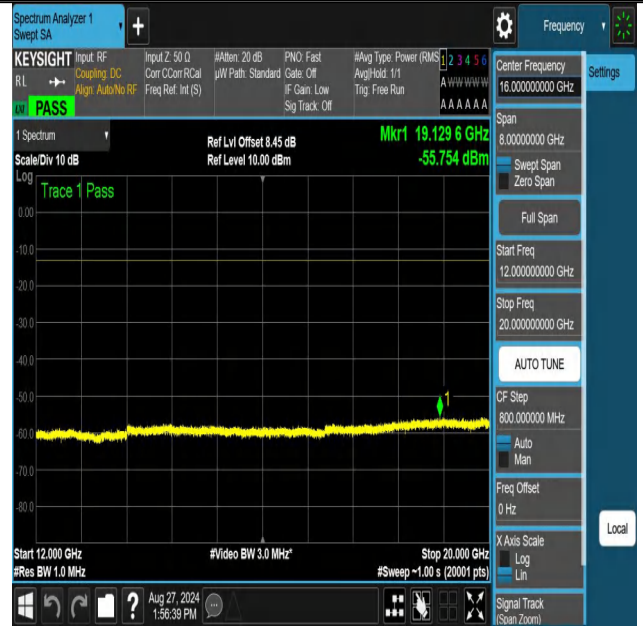 Spectrum Analyzer 1
Swept SA
+
Frequency
KEYSIGHT
RL
PASS
Input: RF
Coupling: DC
Align: Auto/No RF
Input Z: 50 Ω
Corr CCorr RCal
Freq Ref: Int (S)
#Atten: 20 dB
µW Path: Standard
PNO: Fast
Gate: Off
IF Gain: Low
Sig Track: Off
#Avg Type: Power (RMS
Avg|Hold: 1/1
Trig: Free Run
1 2 3 4 5 6
A W W W W W
A A A A A A
1 Spectrum
Scale/Div 10 dB
Ref Lvl Offset 8.45 dB
Ref Level 10.00 dBm
Mkr1 19.129 6 GHz
-55.754 dBm
Log
Trace 1 Pass
0.00
-10.0
-20.0
-30.0
-40.0
-50.0
-60.0
-70.0
-80.0
1
Start 12.000 GHz
#Res BW 1.0 MHz
#Video BW 3.0 MHz*
Stop 20.000 GHz
#Sweep ~1.00 s (20001 pts)
Aug 27, 2024
1:56:39 PM
Center Frequency
16.00000000 GHz
Settings
Span
8.00000000 GHz
Swept Span
Zero Span
Full Span
Start Freq
12.000000000 GHz
Stop Freq
20.000000000 GHz
AUTO TUNE
CF Step
800.000000 MHz
Auto
Man
Freq Offset
0 Hz
X Axis Scale
Log
Lin
Signal Track
(Span Zoom)
Local